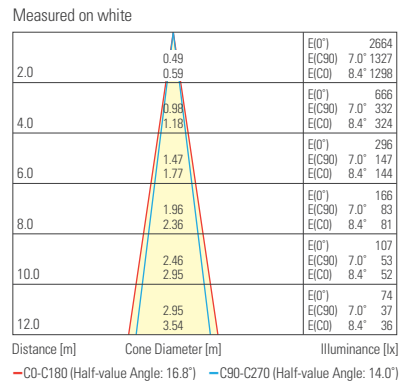 Measured on white
E(0°) 2664
0.49 E(C90) 7.0° 1327
2.0 0.59 E(C0) 8.4° 1298
E(0°) 666
0.98 E(C90) 7.0° 332
4.0 1.18 E(C0) 8.4° 324
E(0°) 296
1.47 E(C90) 7.0° 147
6.0 1.77 E(C0) 8.4° 144
E(0°) 166
1.96 E(C90) 7.0° 83
8.0 2.36 E(C0) 8.4° 81
E(0°) 107
2.46 E(C90) 7.0° 53
10.0 2.95 E(C0) 8.4° 52
E(0°) 74
2.95 E(C90) 7.0° 37
12.0 3.54 E(C0) 8.4° 36
Distance [m] Cone Diameter [m] Illuminance [lx]
C0-C180 (Half-value Angle: 16.8°) C90-C270 (Half-value Angle: 14.0°)